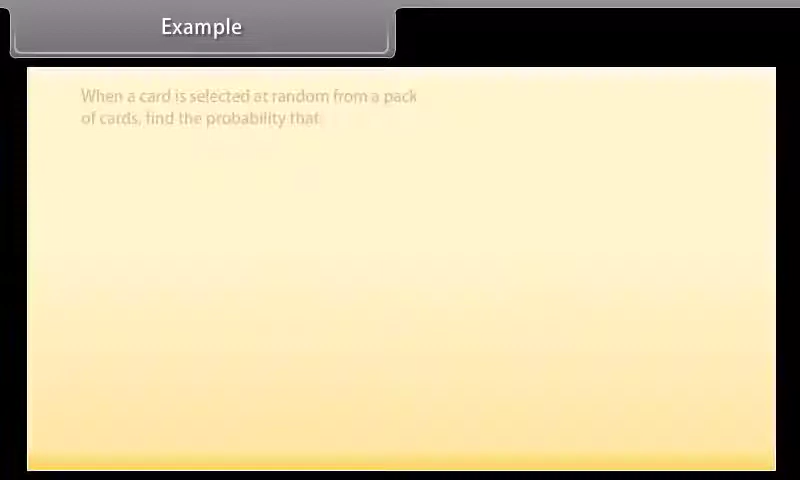 Example
When a card is selected at random from a pack
of cards, find the probability that